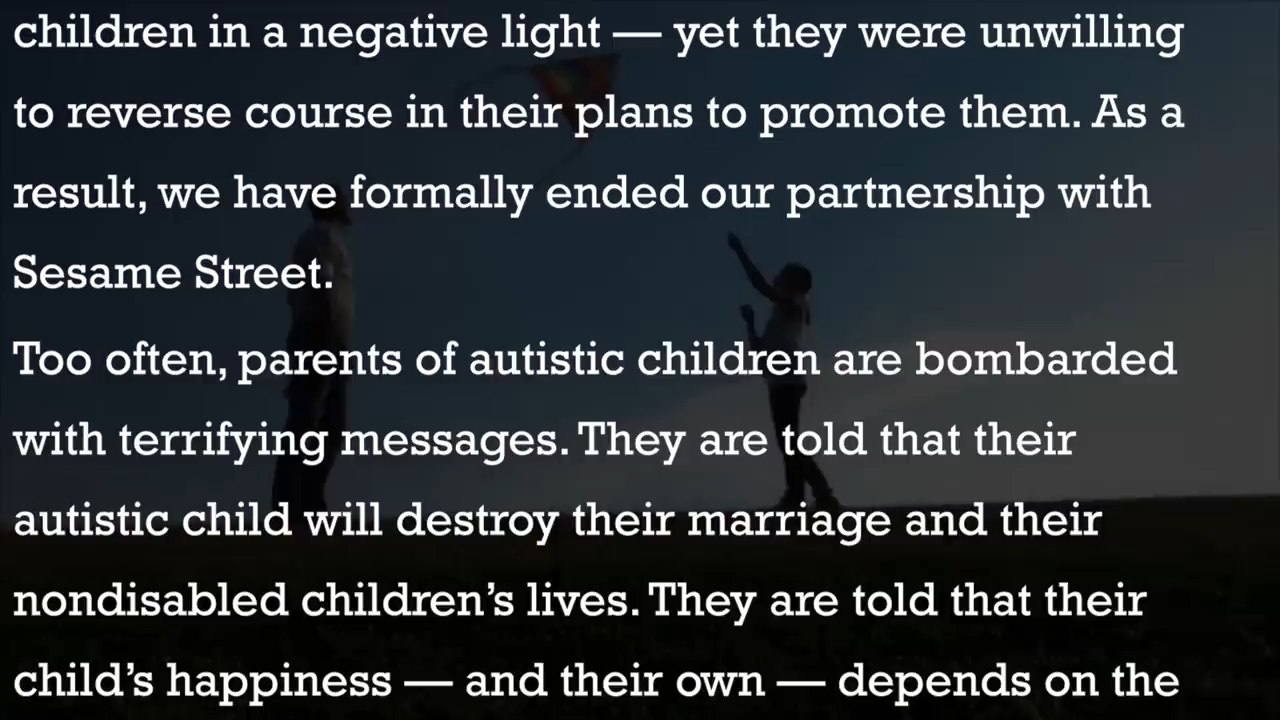 children in a negative light — yet they were unwilling
to reverse course in their plans to promote them. As a
result, we have formally ended our partnership with
Sesame Street.
Too often, parents of autistic children are bombarded
with terrifying messages. They are told that their
autistic child will destroy their marriage and their
nondisabled children’s lives. They are told that their
child’s happiness — and their own — depends on the